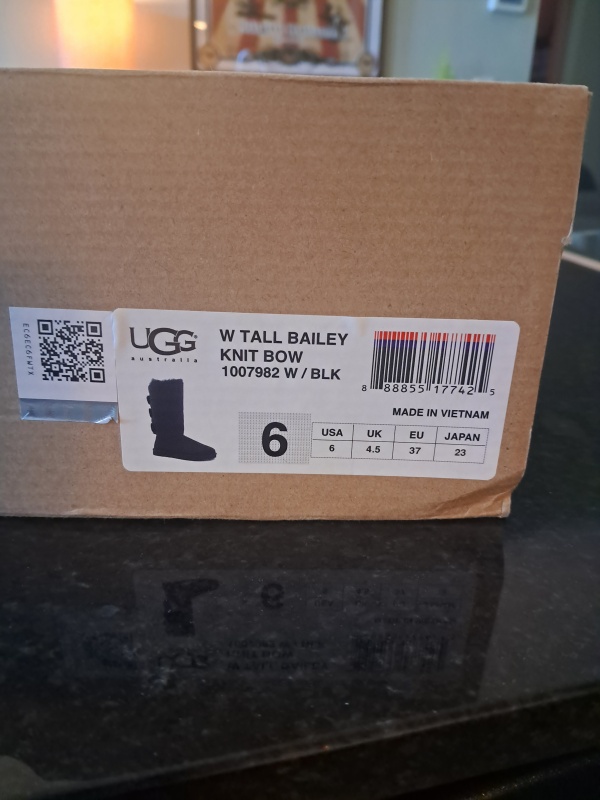 EC6EC6FWTX
UGG
australia
W TALL BAILEY
KNIT BOW
1007982 W / BLK
8 88855 17742 5
MADE IN VIETNAM
6
USA UK EU JAPAN
6 4.5 37 23